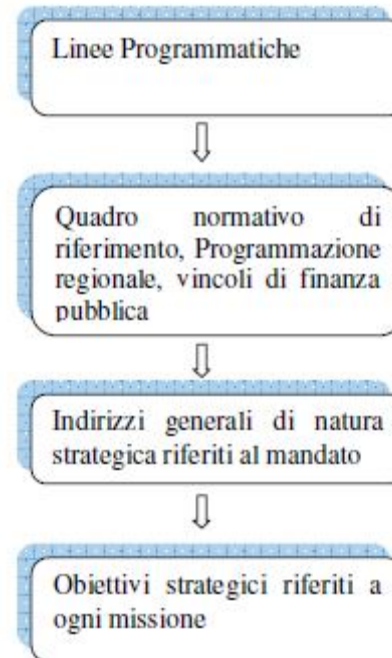 Linee Programmatiche
Quadro normativo di
riferimento, Programmazione
regionale, vincoli di finanza
pubblica
Indirizzi generali di natura
strategica riferiti al mandato
Obiettivi strategici riferiti a
ogni missione